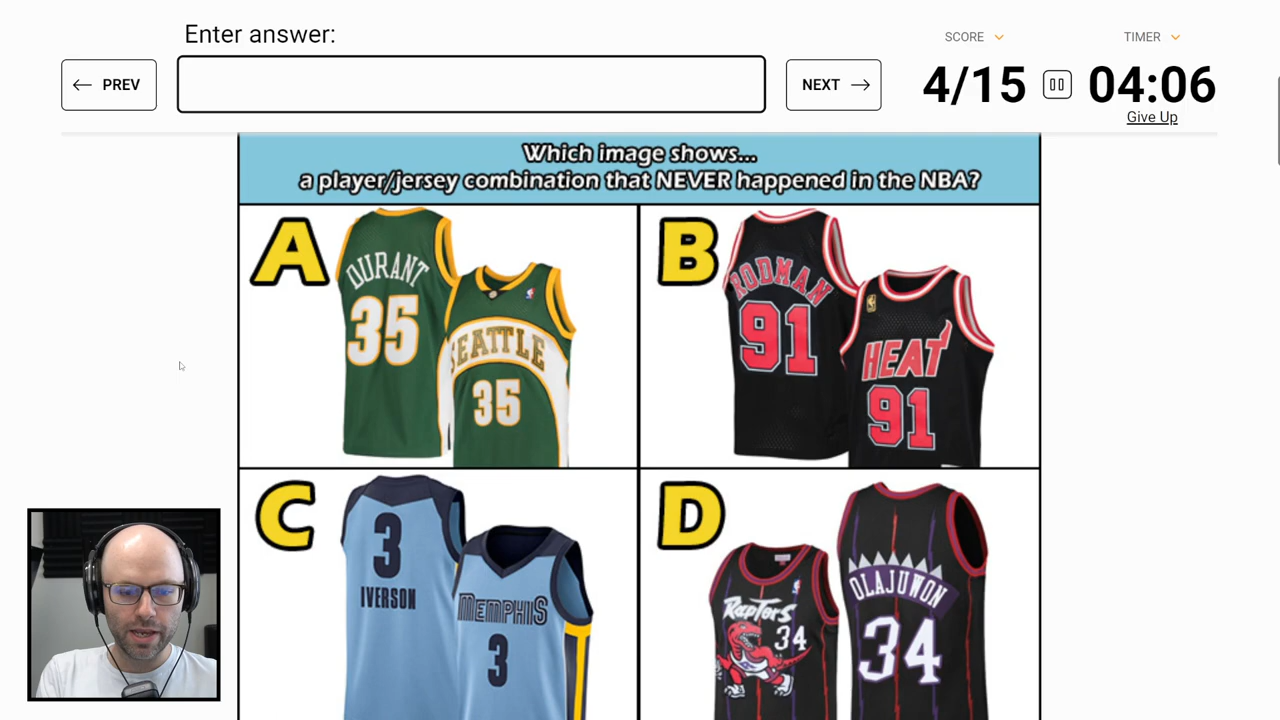 Enter answer:
SCORE
TIMER
PREV
NEXT
4/15
04:06
Give Up
Which image shows...
a player/jersey combination that NEVER happened in the NBA?
A
DURANT
35
SEATTLE
35
B
RODMAN
91
HEAT
91
C
3
IVERSON
MEMPHIS
3
D
RAPTORS
34
OLAJUWON
34